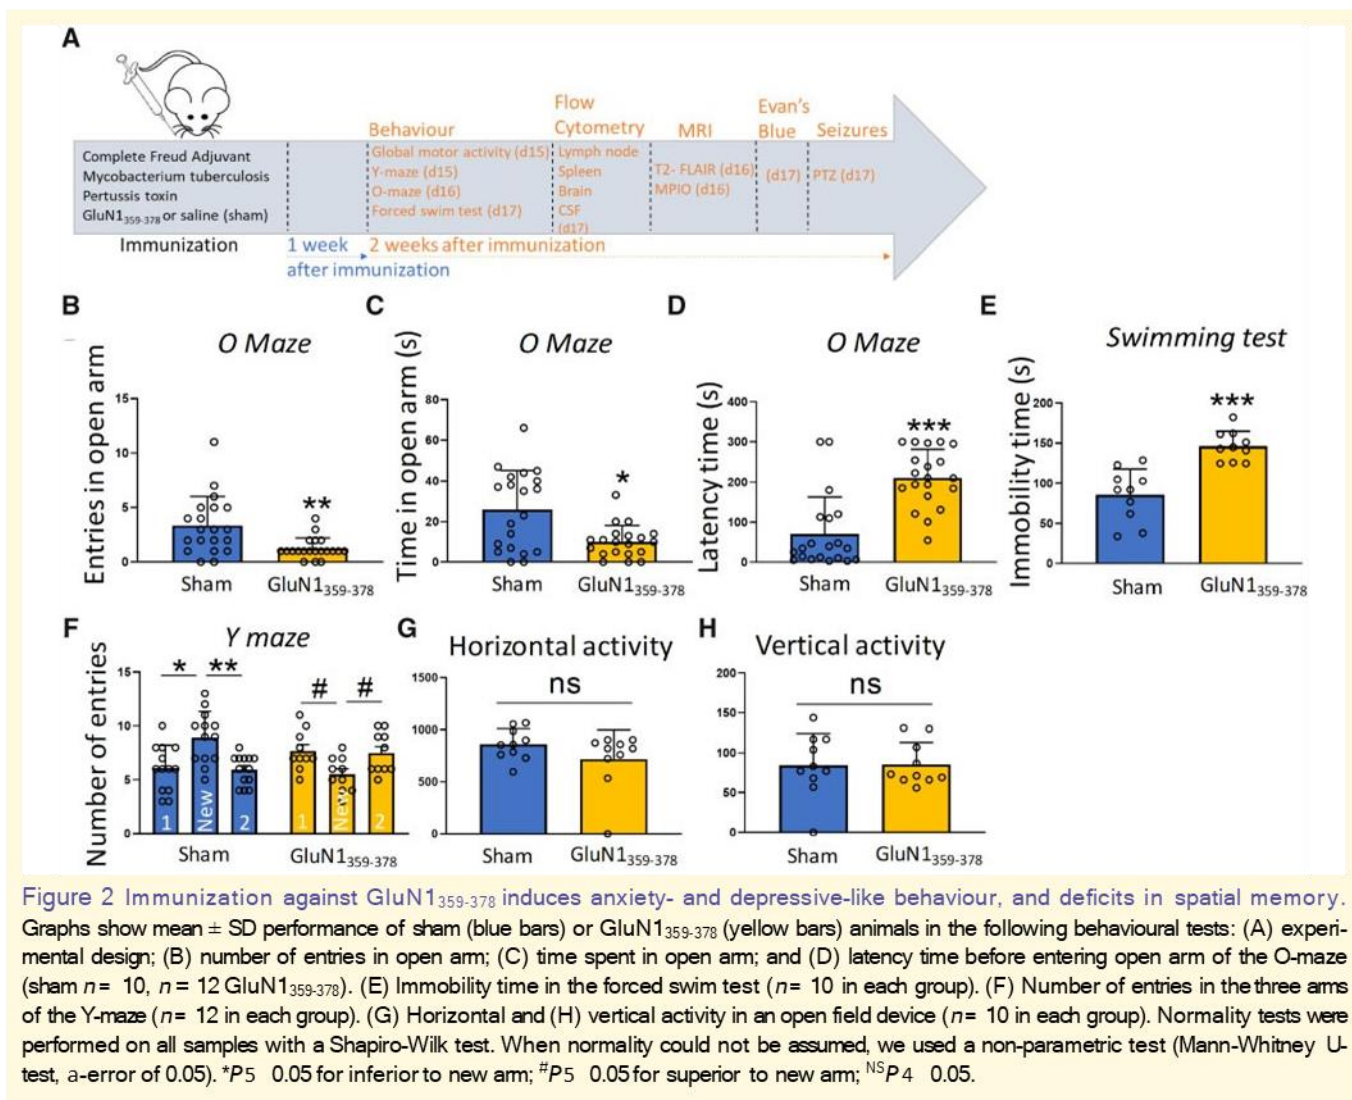 A
Flow
Cytometry
Evan's
Blue
Behaviour
MRI
Seizures
Complete Freud Adjuvant
Mycobacterium tuberculosis
Pertussis toxin
GluN1359-378 or saline (sham)
Global motor activity (d15)
Y-maze (d15)
O-maze (d16)
Forced swim test (d17)
Lymph node
Spleen
Brain
CSF
(d17)
T2- FLAIR (d16)
MPIO (d16)
(d17)
PTZ (d17)
Immunization
1 week
after immunization
2 weeks after immunization
B
O Maze
Entries in open arm
15
10
5
0
**
Sham
GluN1359-378
C
O Maze
Time in open arm (s)
80
60
40
20
0
*
Sham
GluN1359-378
D
O Maze
Latency time (s)
400
300
200
100
0
***
Sham
GluN1359-378
E
Swimming test
Immobility time (s)
200
150
100
50
0
***
Sham
GluN1359-378
F
Y maze
Number of entries
15
10
5
0
* **
# #
1 New 2
1 New 2
Sham
GluN1359-378
G
Horizontal activity
1500
1000
500
0
ns
Sham
GluN1359-378
H
Vertical activity
200
150
100
50
0
ns
Sham
GluN1359-378
Figure 2 Immunization against GluN1359-378 induces anxiety- and depressive-like behaviour, and deficits in spatial memory.
Graphs show mean ± SD performance of sham (blue bars) or GluN1359-378 (yellow bars) animals in the following behavioural tests: (A) experi-
mental design; (B) number of entries in open arm; (C) time spent in open arm; and (D) latency time before entering open arm of the O-maze
(sham n = 10, n = 12 GluN1359-378). (E) Immobility time in the forced swim test (n = 10 in each group). (F) Number of entries in the three arms
of the Y-maze (n = 12 in each group). (G) Horizontal and (H) vertical activity in an open field device (n = 10 in each group). Normality tests were
performed on all samples with a Shapiro-Wilk test. When normality could not be assumed, we used a non-parametric test (Mann-Whitney U-
test, a-error of 0.05). *P5 0.05 for inferior to new arm; #P5 0.05 for superior to new arm; NSP4 0.05.